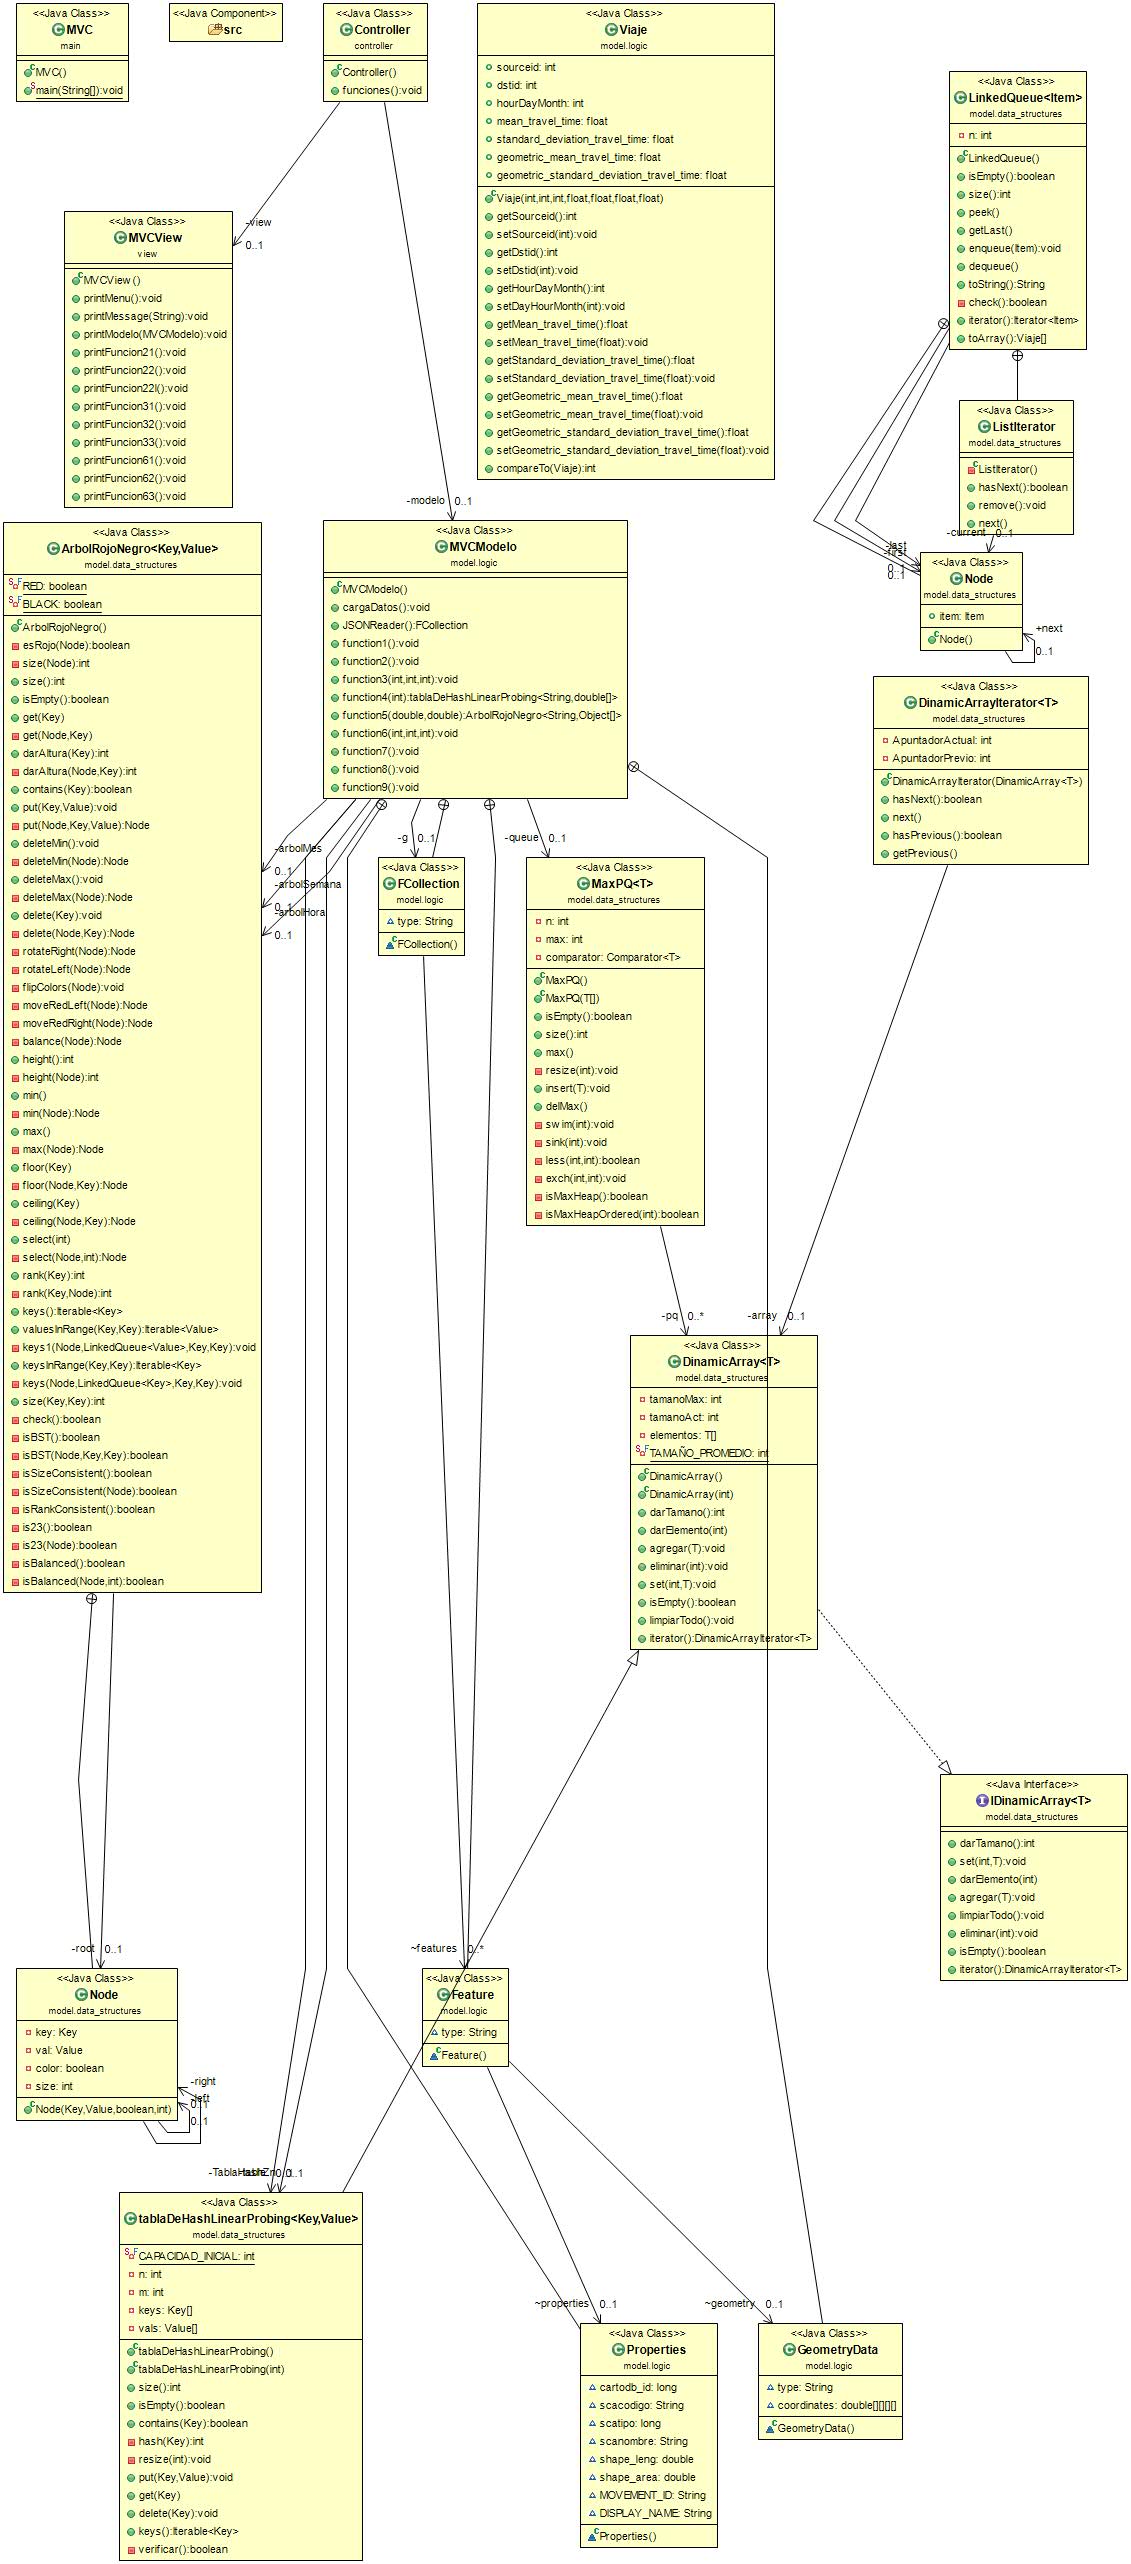 <<Java Class>>
MVC
main
MVC()
main(String[]):void
<<Java Component>>
src
<<Java Class>>
Controller
controller
Controller()
funciones():void
<<Java Class>>
Viaje
model.logic
sourceid: int
dstid: int
hourDayMonth: int
mean_travel_time: float
standard_deviation_travel_time: float
geometric_mean_travel_time: float
geometric_standard_deviation_travel_time: float
Viaje(int,int,int,float,float,float,float)
getSourceid():int
setSourceid(int):void
getDstid():int
setDstid(int):void
getHourDayMonth():int
setDayHourMonth(int):void
getMean_travel_time():float
setMean_travel_time(float):void
getStandard_deviation_travel_time():float
setStandard_deviation_travel_time(float):void
getGeometric_mean_travel_time():float
setGeometric_mean_travel_time(float):void
getGeometric_standard_deviation_travel_time():float
setGeometric_standard_deviation_travel_time(float):void
compareTo(Viaje):int
<<Java Class>>
LinkedQueue<Item>
model.data_structures
n: int
LinkedQueue()
isEmpty():boolean
size():int
peek()
getLast()
enqueue(Item):void
dequeue()
toString():String
check():boolean
iterator():Iterator<Item>
toArray():Viaje[]
-view
0..1
<<Java Class>>
MVCView
view
MVCView()
printMenu():void
printMessage(String):void
printModelo(MVCModelo):void
printFuncion21():void
printFuncion22():void
printFuncion22I():void
printFuncion31():void
printFuncion32():void
printFuncion33():void
printFuncion61():void
printFuncion62():void
printFuncion63():void
<<Java Class>>
ListIterator
model.data_structures
ListIterator()
hasNext():boolean
remove():void
next()
-current 0..1
-last
-first
0..1
0..1
<<Java Class>>
Node
model.data_structures
item: Item
Node()
+next
0..1
-modelo 0..1
<<Java Class>>
MVCModelo
model.logic
MVCModelo()
cargaDatos():void
JSONReader():FCollection
function1():void
function2():void
function3(int,int,int):void
function4(int):tablaDeHashLinearProbing<String,double[]>
function5(double,double):ArbolRojoNegro<String,Object[]>
function6(int,int,int):void
function7():void
function8():void
function9():void
<<Java Class>>
ArbolRojoNegro<Key,Value>
model.data_structures
RED: boolean
BLACK: boolean
ArbolRojoNegro()
esRojo(Node):boolean
size(Node):int
size():int
isEmpty():boolean
get(Key)
get(Node,Key)
darAltura(Key):int
darAltura(Node,Key):int
contains(Key):boolean
put(Key,Value):void
put(Node,Key,Value):Node
deleteMin():void
deleteMin(Node):Node
deleteMax():void
deleteMax(Node):Node
delete(Key):void
delete(Node,Key):Node
rotateRight(Node):Node
rotateLeft(Node):Node
flipColors(Node):void
moveRedLeft(Node):Node
moveRedRight(Node):Node
balance(Node):Node
height():int
height(Node):int
min()
min(Node):Node
max()
max(Node):Node
floor(Key)
floor(Node,Key):Node
ceiling(Key)
ceiling(Node,Key):Node
select(int)
select(Node,int):Node
rank(Key):int
rank(Key,Node):int
keys():Iterable<Key>
valuesInRange(Key,Key):Iterable<Value>
keys1(Node,LinkedQueue<Value>,Key,Key):void
keysInRange(Key,Key):Iterable<Key>
keys(Node,LinkedQueue<Key>,Key,Key):void
size(Key,Key):int
check():boolean
isBST():boolean
isBST(Node,Key,Key):boolean
isSizeConsistent():boolean
isSizeConsistent(Node):boolean
isRankConsistent():boolean
is23():boolean
is23(Node):boolean
isBalanced():boolean
isBalanced(Node,int):boolean
<<Java Class>>
DinamicArrayIterator<T>
model.data_structures
ApuntadorActual: int
ApuntadorPrevio: int
DinamicArrayIterator(DinamicArray<T>)
hasNext():boolean
next()
hasPrevious():boolean
getPrevious()
-arbolMes
0..1
-arbolSemana
0..1
-arbolHora
0..1
-g 0..1
<<Java Class>>
FCollection
model.logic
type: String
FCollection()
-queue 0..1
<<Java Class>>
MaxPQ<T>
model.data_structures
n: int
max: int
comparator: Comparator<T>
MaxPQ()
MaxPQ(T[])
isEmpty():boolean
size():int
max()
resize(int):void
insert(T):void
delMax()
swim(int):void
sink(int):void
less(int,int):boolean
exch(int,int):void
isMaxHeap():boolean
isMaxHeapOrdered(int):boolean
-pq 0..*
-array 0..1
<<Java Class>>
DinamicArray<T>
model.data_structures
tamanoMax: int
tamanoAct: int
elementos: T[]
TAMAÑO_PROMEDIO: int
DinamicArray()
DinamicArray(int)
darTamano():int
darElemento(int)
agregar(T):void
eliminar(int):void
set(int,T):void
isEmpty():boolean
limpiarTodo():void
iterator():DinamicArrayIterator<T>
<<Java Interface>>
IDinamicArray<T>
model.data_structures
darTamano():int
set(int,T):void
darElemento(int)
agregar(T):void
limpiarTodo():void
eliminar(int):void
isEmpty():boolean
iterator():DinamicArrayIterator<T>
-root 0..1
<<Java Class>>
Node
model.data_structures
key: Key
val: Value
color: boolean
size: int
Node(Key,Value,boolean,int)
-right
-left
0..1
0..1
~features 0..*
<<Java Class>>
Feature
model.logic
type: String
Feature()
0..1
<<Java Class>>
tablaDeHashLinearProbing<Key,Value>
model.data_structures
CAPACIDAD_INICIAL: int
n: int
m: int
keys: Key[]
vals: Value[]
tablaDeHashLinearProbing()
tablaDeHashLinearProbing(int)
size():int
isEmpty():boolean
contains(Key):boolean
hash(Key):int
resize(int):void
put(Key,Value):void
get(Key)
delete(Key):void
keys():Iterable<Key>
verificar():boolean
~properties 0..1
<<Java Class>>
Properties
model.logic
cartodb_id: long
scacodigo: String
scatipo: long
scanombre: String
shape_leng: double
shape_area: double
MOVEMENT_ID: String
DISPLAY_NAME: String
Properties()
~geometry 0..1
<<Java Class>>
GeometryData
model.logic
type: String
coordinates: double[][][][]
GeometryData()